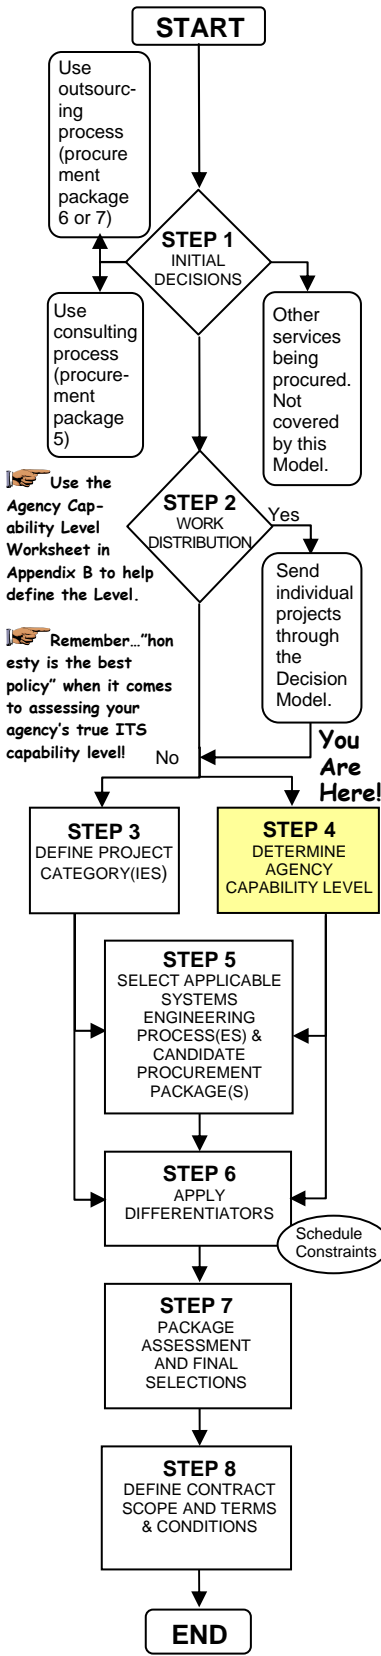 START
Use
outsourc-
ing
process
(procure
ment
package
6 or 7)
STEP 1
INITIAL
DECISIONS
Use
consulting
process
(procure-
ment
package
5)
Other
services
being
procured.
Not
covered
by this
Model.
Use the
Agency Cap-
ability Level
Worksheet in
Appendix B to help
define the Level.
STEP 2
WORK
DISTRIBUTION
Yes
Send
individual
projects
through
the
Decision
Model.
Remember…"hon
esty is the best
policy" when it comes
to assessing your
agency's true ITS
capability level!
No
You
Are
Here!
STEP 3
DEFINE PROJECT
CATEGORY(IES)
STEP 4
DETERMINE
AGENCY
CAPABILITY LEVEL
STEP 5
SELECT APPLICABLE
SYSTEMS
ENGINEERING
PROCESS(ES) &
CANDIDATE
PROCUREMENT
PACKAGE(S)
STEP 6
APPLY
DIFFERENTIATORS
Schedule
Constraints
STEP 7
PACKAGE
ASSESSMENT
AND FINAL
SELECTIONS
STEP 8
DEFINE CONTRACT
SCOPE AND TERMS
& CONDITIONS
END